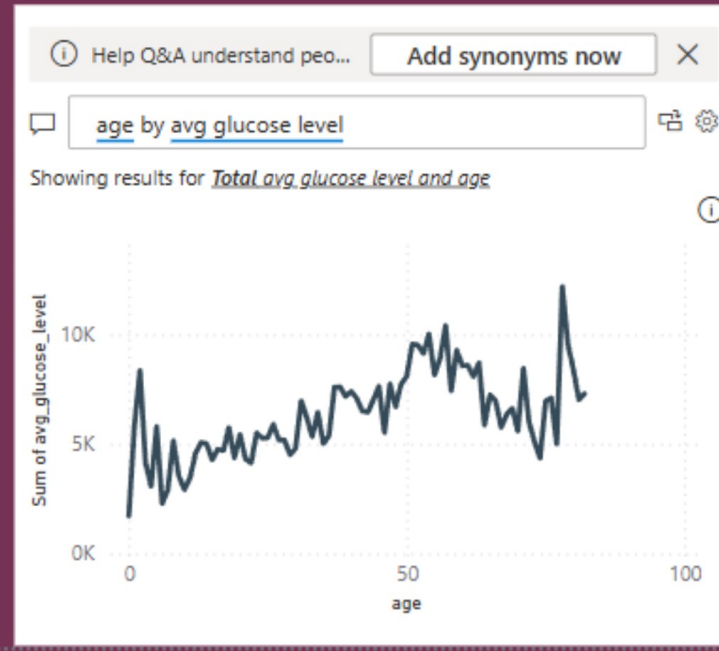 Help Q&A understand peo... Add synonyms now
age by avg glucose level
Showing results for Total avg glucose level and age
Sum of avg_glucose_level
10K
5K
0K
0 50 100
age